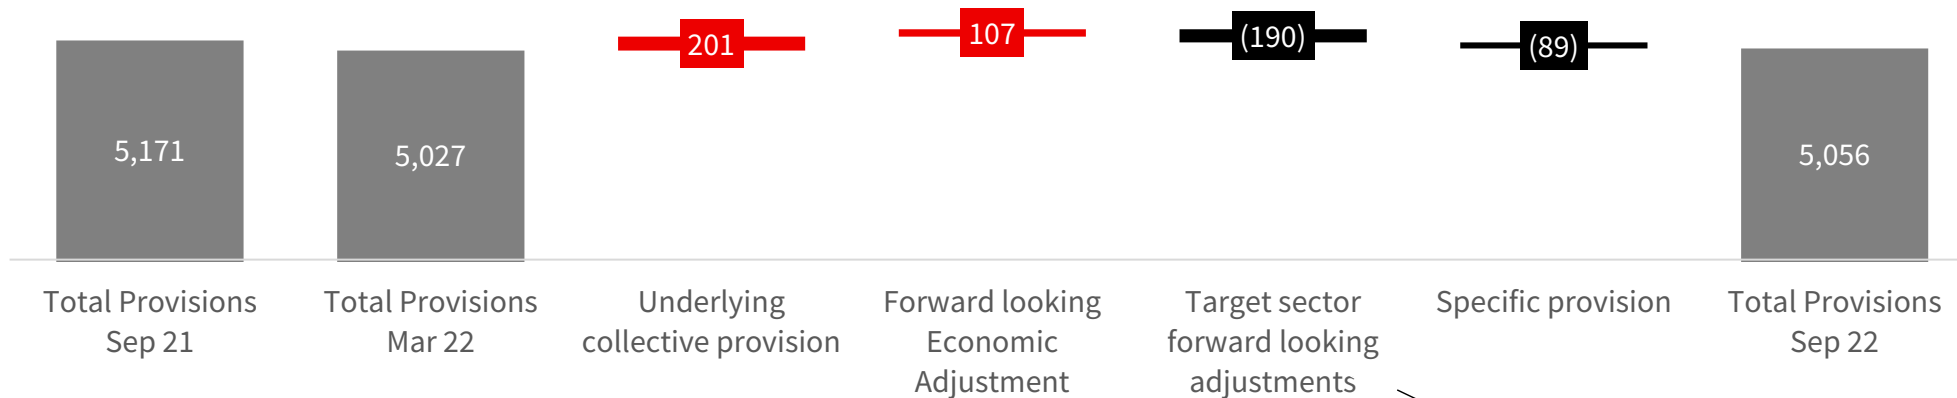 201
107
(190)
(89)
5,171
5,027
5,056
Total Provisions
Sep 21
Total Provisions
Mar 22
Underlying
collective provision
Forward looking
Economic
Adjustment
Target sector
forward looking
adjustments
Specific provision
Total Provisions
Sep 22